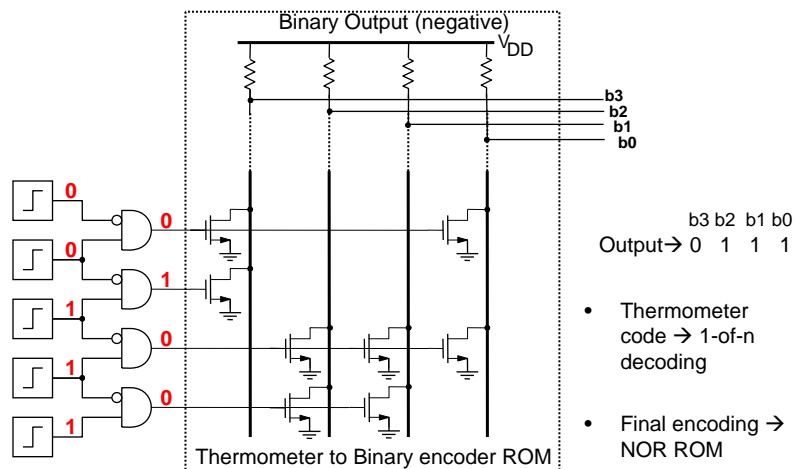 Binary Output (negative)
VDD
b3
b2
b1
b0
0
0
0
1
1
0
1
0
1
b3 b2 b1 b0
Output→ 0 1 1 1
• Thermometer
code → 1-of-n
decoding
• Final encoding →
NOR ROM
Thermometer to Binary encoder ROM